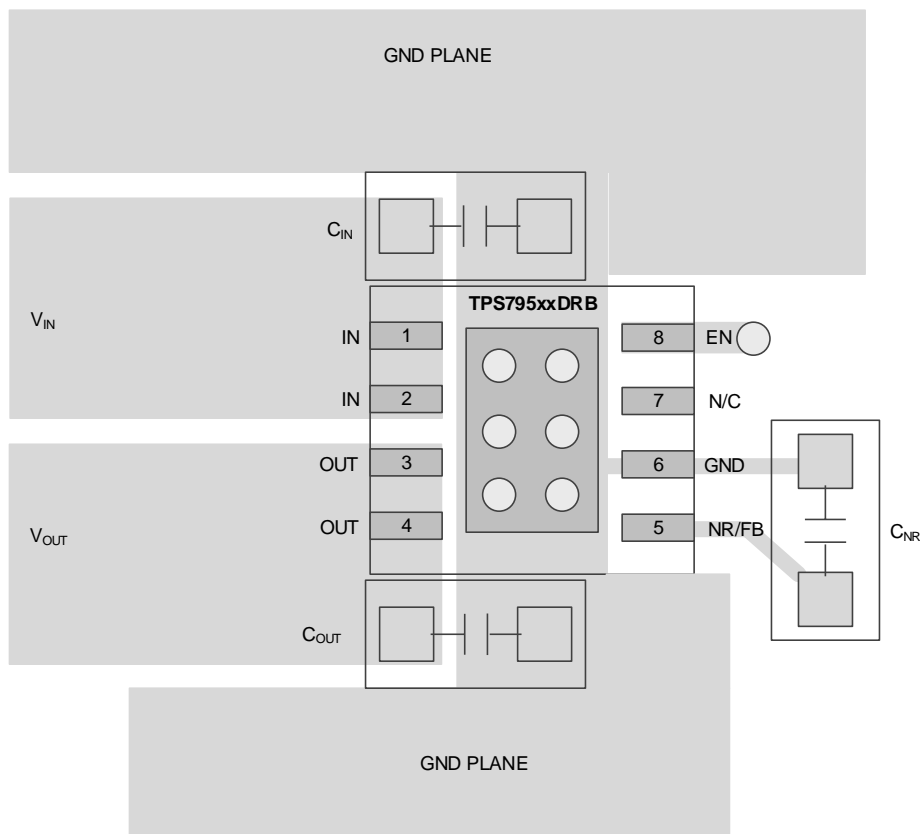 GND PLANE
CIN
TPS795xxDRB
VIN
IN 1
8 EN
IN 2
7 N/C
OUT 3
6 GND
VOUT
OUT 4
5 NR/FB
CNR
COUT
GND PLANE